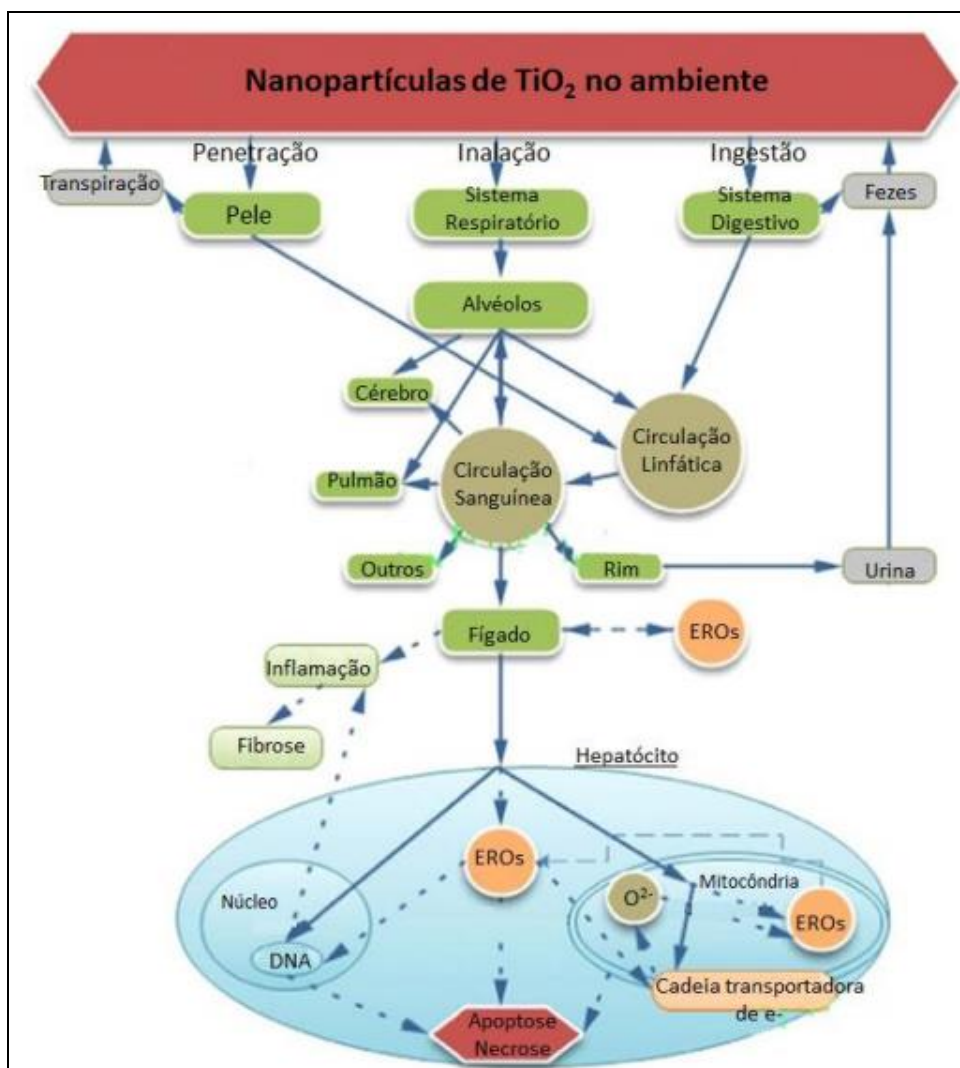 Nanopartículas de TiO₂ no ambiente
Penetração
Inalação
Ingestão
Transpiração
Pele
Sistema
Respiratório
Sistema
Digestivo
Fezes
Alvéolos
Cérebro
Circulação
Linfática
Pulmão
Circulação
Sanguínea
Outros
Rim
Urina
Fígado
EROs
Inflamação
Fibrose
Hepatócito
EROs
Núcleo
DNA
O²⁻
Mitocôndria
EROs
Cadeia transportadora
de e-
Apoptose
Necrose